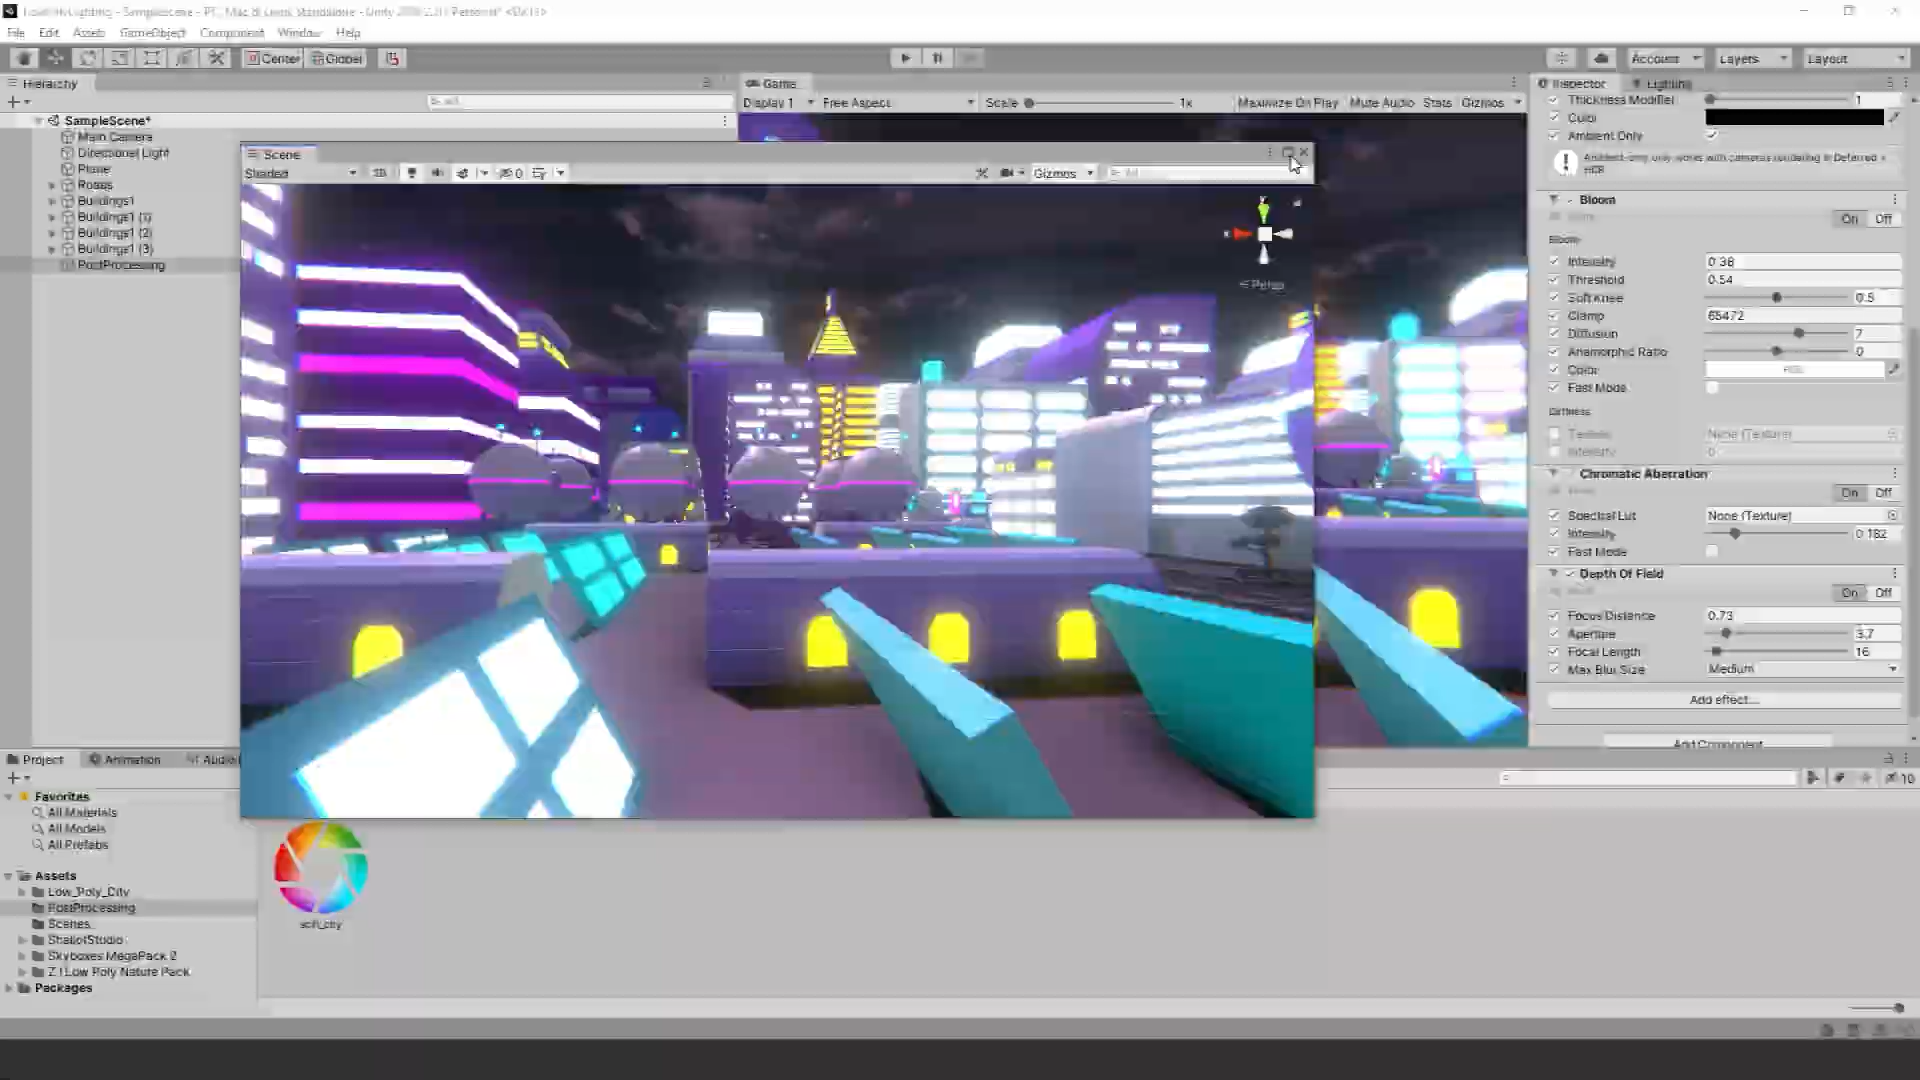 File Edit Assets GameObject Component Window Help
Center Global
Account Layers Layout
Hierarchy
Game
Inspector Lighting
Display 1 Free Aspect Scale 1x Maximize On Play Mute Audio Stats Gizmos
SampleScene*
Main Camera
Directional Light
Plane
Roads
Buildings1
Buildings1 (1)
Buildings1 (2)
Buildings1 (3)
PostProcessing
Scene
Shaded 2D 0 Gizmos All
Persp
Thickness Modifier 1
Color
Ambient Only
Bloom
On Off
Bloom
Intensity 0.38
Threshold 0.54
Soft Knee 0.5
Clamp 65472
Diffusion 7
Anamorphic Ratio 0
Color HDR
Fast Mode
Dirtiness
Texture None (Texture)
Intensity 0
Chromatic Aberration
On Off
Spectral Lut None (Texture)
Intensity 0.182
Fast Mode
Depth Of Field
On Off
Focus Distance 0.73
Aperture 3.7
Focal Length 16
Max Blur Size Medium
Add effect...
Add Component
Project Animation Audio
10
Favorites
All Materials
All Models
All Prefabs
Assets
Low_Poly_City
PostProcessing
Scenes
ShallotStudio
Skyboxes MegaPack 2
Z! Low Poly Nature Pack
Packages
scifi_city